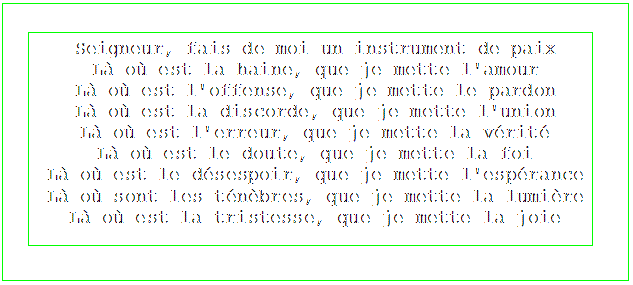 Seigneur, fais de moi un instrument de paix
Là où est la haine, que je mette l'amour
Là où est l'offense, que je mette le pardon
Là où est la discorde, que je mette l'union
Là où est l'erreur, que je mette la vérité
Là où est le doute, que je mette la foi
Là où est le désespoir, que je mette l'espérance
Là où sont les ténèbres, que je mette la lumière
Là où est la tristesse, que je mette la joie